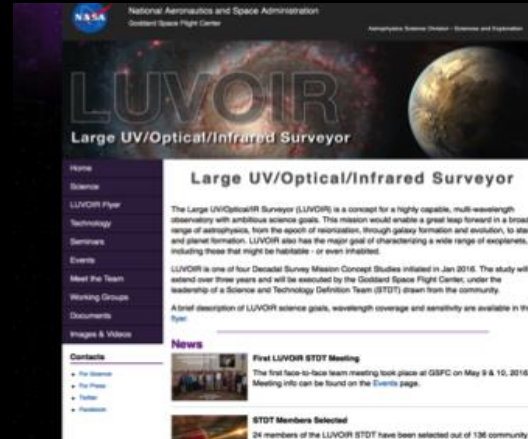 NASA
National Aeronautics and Space Administration
Goddard Space Flight Center
Astrophysics Science Division - Sciences and Exploration
LUVOIR
Large UV/Optical/Infrared Surveyor
Home
Science
LUVOIR Flyer
Technology
Seminars
Events
Meet the Team
Working Groups
Documents
Images & Videos
Contacts
For Science
For Press
Twitter
Facebook
Large UV/Optical/Infrared Surveyor
The Large UV/Optical/IR Surveyor (LUVOIR) is a concept for a highly capable, multi-wavelength
observatory with ambitious science goals. This mission would enable a great leap forward in a broad
range of astrophysics, from the epoch of reionization, through galaxy formation and evolution, to star
and planet formation. LUVOIR also has the major goal of characterizing a wide range of exoplanets,
including those that might be habitable - or even inhabited.
LUVOIR is one of four Decadal Survey Mission Concept Studies initiated in Jan 2016. The study will
extend over three years and will be executed by the Goddard Space Flight Center, under the
leadership of a Science and Technology Definition Team (STDT) drawn from the community.
A brief description of LUVOIR science goals, wavelength coverage and sensitivity are available in the
flyer.
News
First LUVOIR STDT Meeting
The first face-to-face team meeting took place at GSFC on May 9 & 10, 2016
Meeting info can be found on the Events page.
STDT Members Selected
24 members of the LUVOIR STDT have been selected out of 136 community